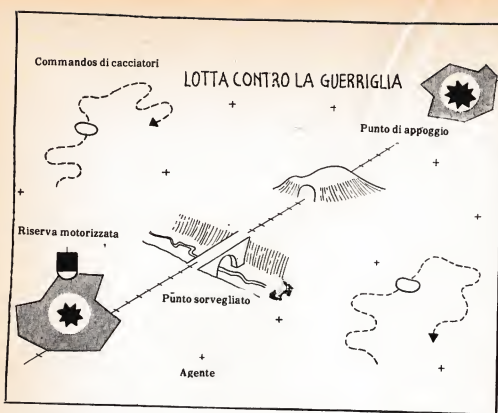 Commandos di cacciatori
LOTTA CONTRO LA GUERRIGLIA
Punto di appoggio
Riserva motorizzata
Punto sorvegliato
Agente